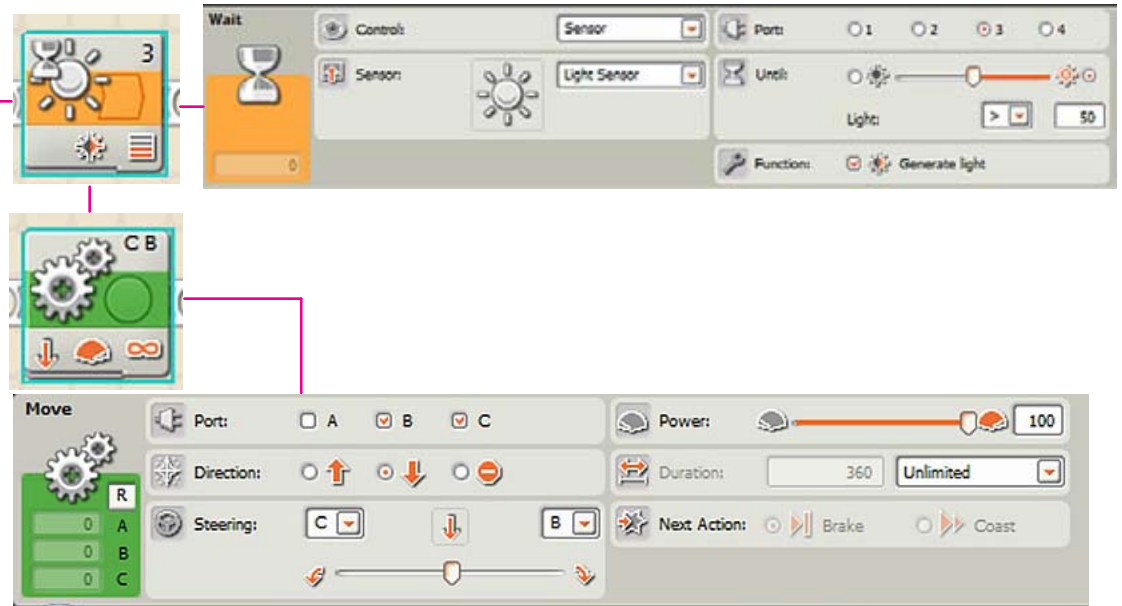 3
Wait
Control:
Sensor
Port:
1
2
3
4
Sensor:
Light Sensor
Until:
Light:
>
50
0
Function:
Generate light
C B
Move
Port:
A
B
C
Power:
100
Direction:
Duration:
360
Unlimited
R
0
A
Steering:
C
B
Next Action:
Brake
Coast
0
B
0
C